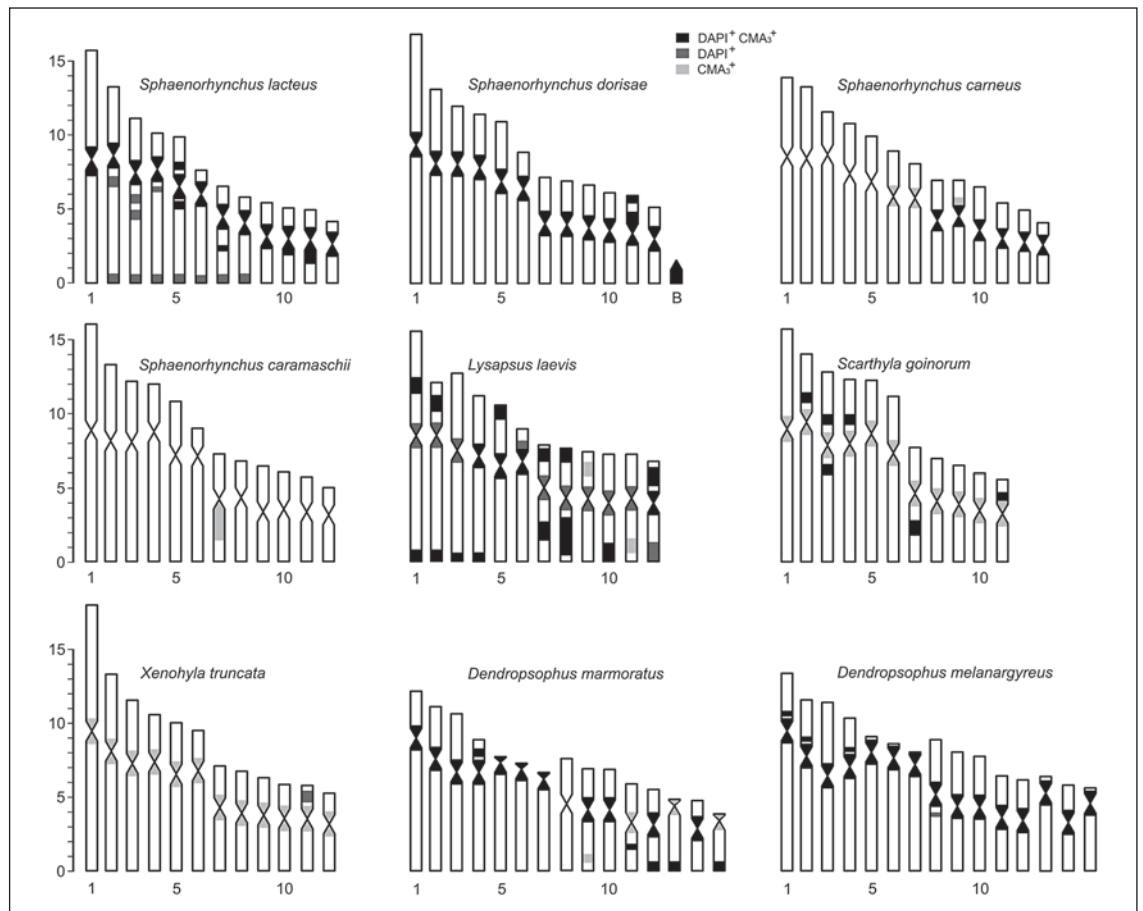 DAPI⁺ CMA₃⁺
DAPI⁺
CMA₃⁺
Sphaenorhynchus lacteus
Sphaenorhynchus dorisae
Sphaenorhynchus carneus
15
10
5
0
1 5 10
1 5 10 B
1 5 10
Sphaenorhynchus caramaschii
Lysapsus laevis
Scarthyla goinorum
15
10
5
0
1 5 10
1 5 10
1 5 10
Xenohyla truncata
Dendropsophus marmoratus
Dendropsophus melanargyreus
15
10
5
0
1 5 10
1 5 10
1 5 10